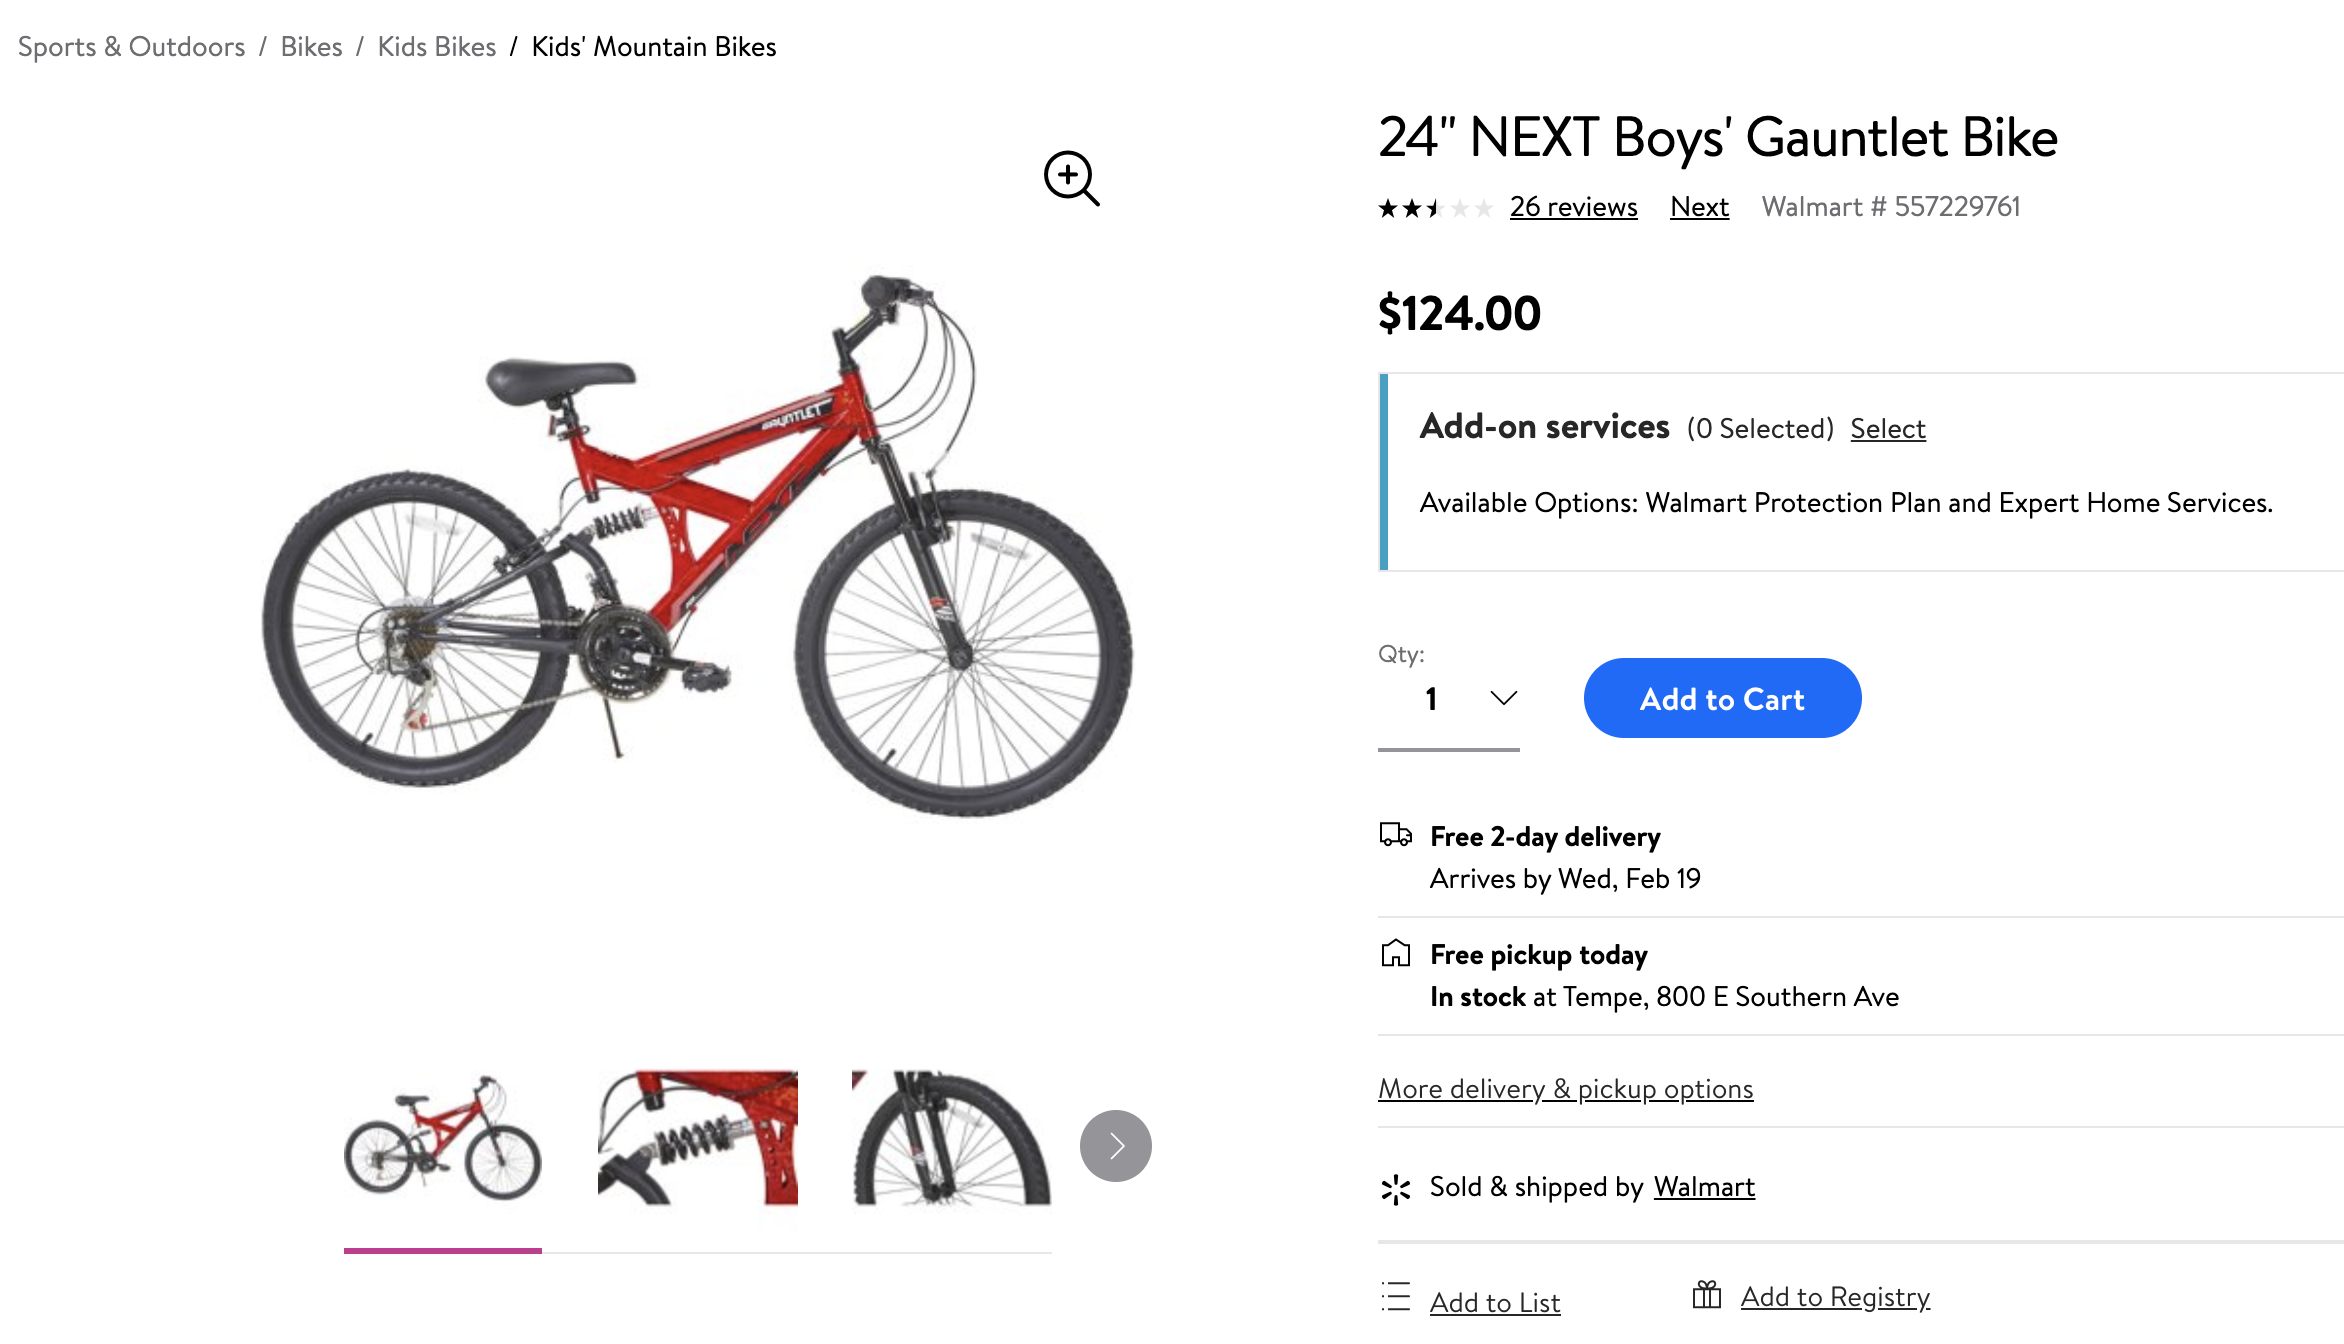 Sports & Outdoors / Bikes / Kids Bikes / Kids' Mountain Bikes
24" NEXT Boys' Gauntlet Bike
26 reviews Next Walmart # 557229761
$124.00
Add-on services (0 Selected) Select
Available Options: Walmart Protection Plan and Expert Home Services.
Qty:
1
Add to Cart
Free 2-day delivery
Arrives by Wed, Feb 19
Free pickup today
In stock at Tempe, 800 E Southern Ave
More delivery & pickup options
Sold & shipped by Walmart
Add to List
Add to Registry
GAUNTLET
NEXT